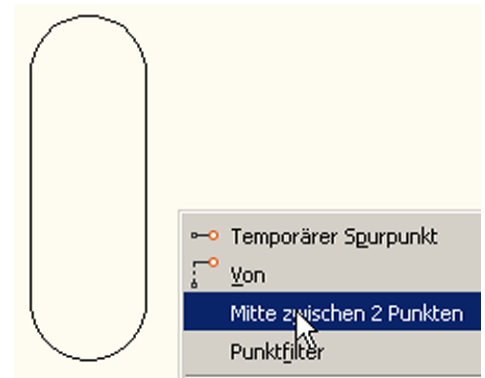 Temporärer Spurpunkt
Von
Mitte zwischen 2 Punkten
Punktfilter